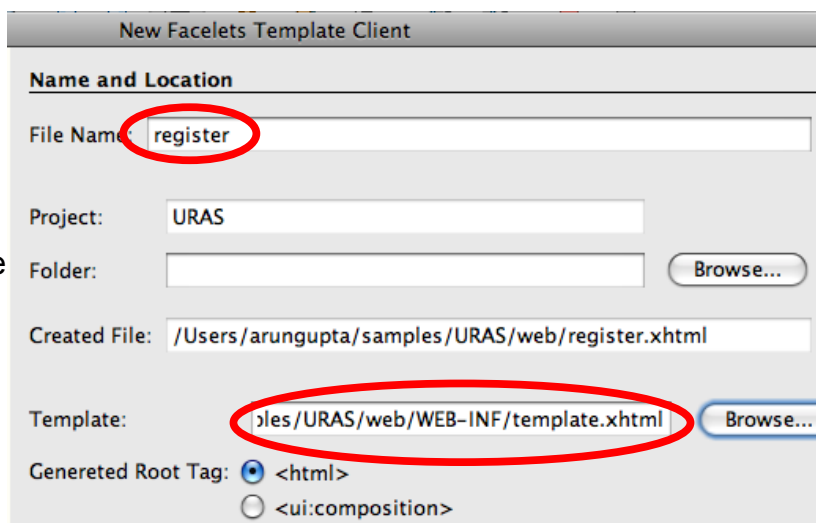 New Facelets Template Client
Name and Location
File Name: register
Project: URAS
e
Folder: Browse...
Created File: /Users/arungupta/samples/URAS/web/register.xhtml
Template: ples/URAS/web/WEB-INF/template.xhtml Browse...
Genereted Root Tag: <html>
<ui:composition>